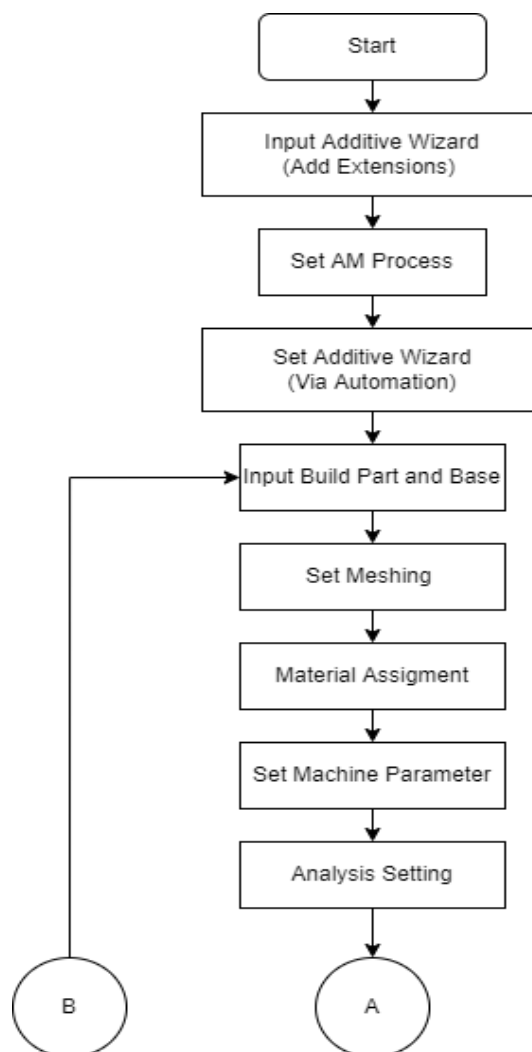 Start
Input Additive Wizard
(Add Extensions)
Set AM Process
Set Additive Wizard
(Via Automation)
Input Build Part and Base
Set Meshing
Material Assigment
Set Machine Parameter
Analysis Setting
B
A